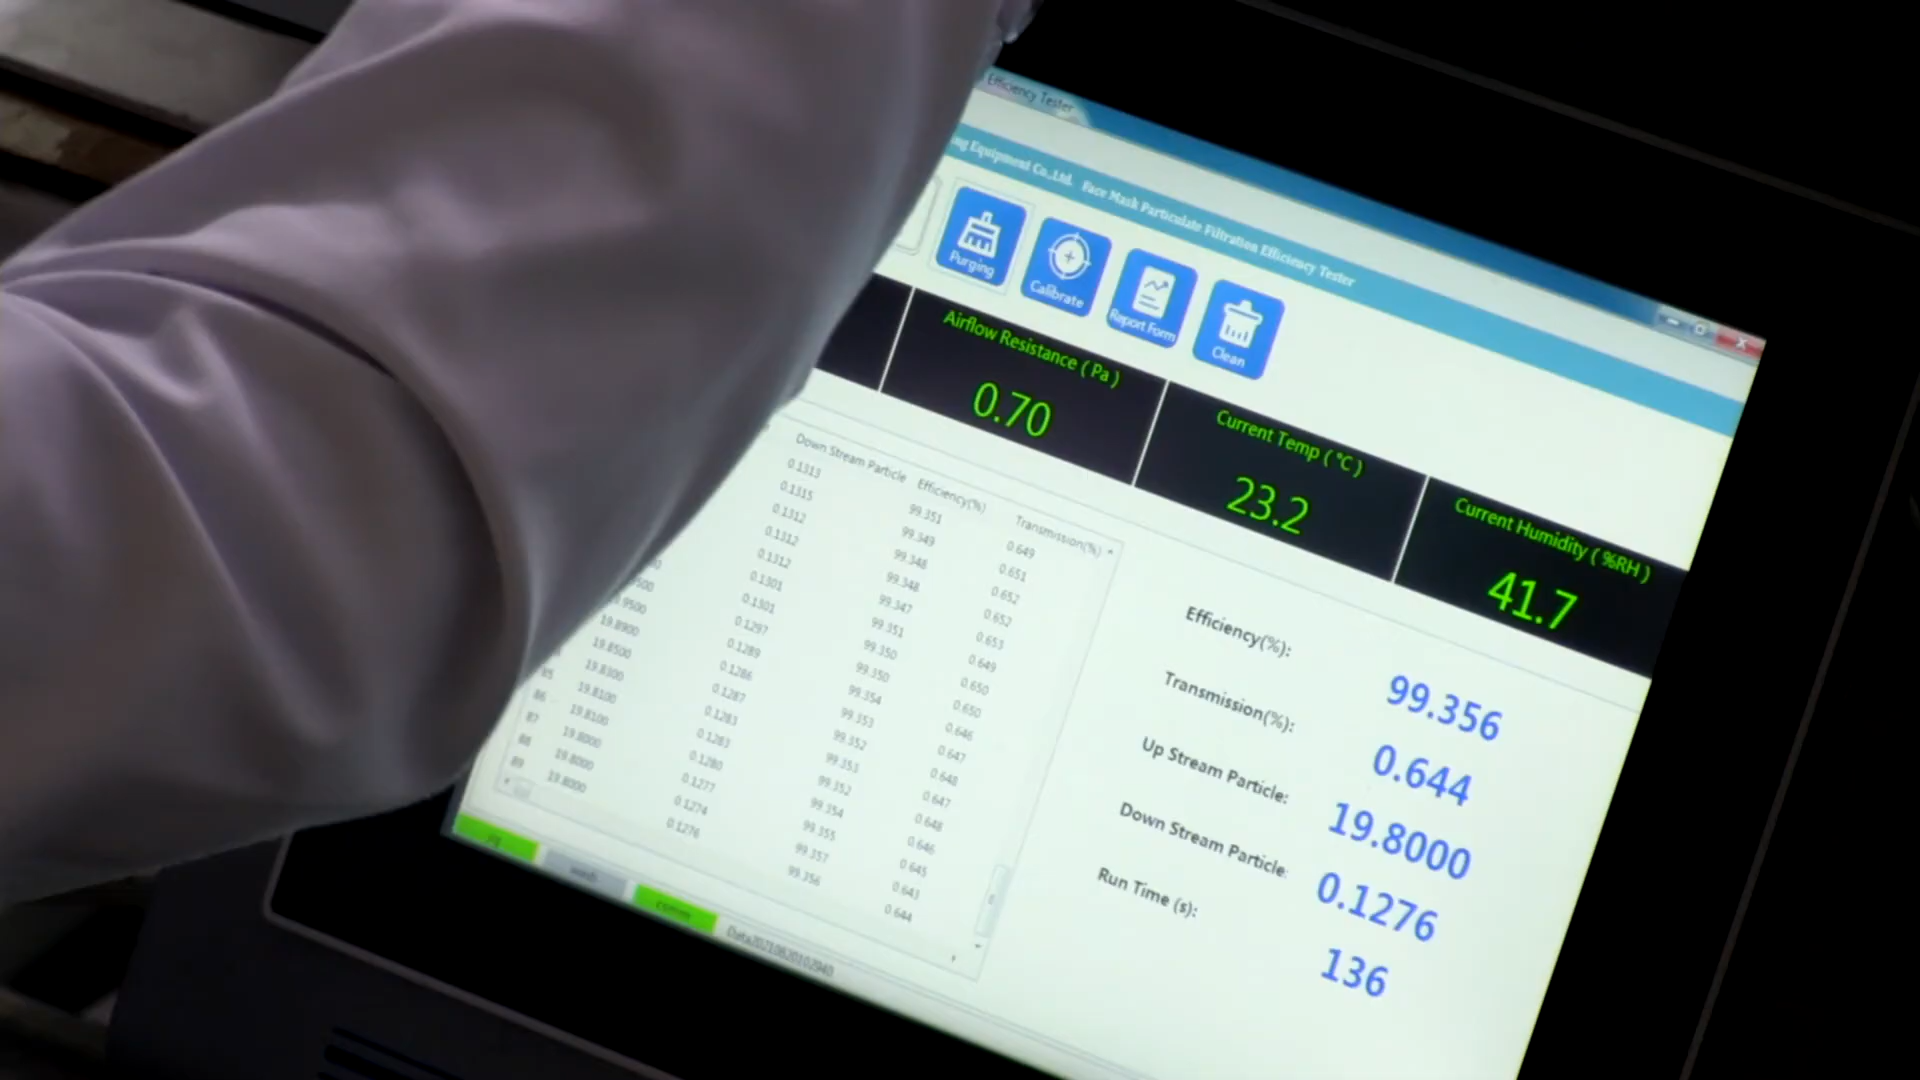 Efficiency Tester
Equipment Co.,Ltd. Face Mask Particulate Filtration Efficiency Tester
Purging
Calibrate
Report Form
Clean
Airflow Resistance ( Pa )
0.70
Current Temp ( °C )
23.2
Current Humidity ( %RH )
41.7
Down Stream Particle Efficiency(%) Transmission(%)
0.1313 99.351 0.649
0.1315 99.349 0.651
0.1312 99.348 0.652
0.1312 99.348 0.652
0.1312 99.347 0.653
0.1301 99.351 0.649
0.1301 99.350 0.650
9500 0.1297 99.350 0.650
19.8900 0.1289 99.354 0.646
19.8500 0.1286 99.353 0.647
19.8300 0.1287 99.352 0.648
85 19.8100 0.1283 99.353 0.647
86 19.8100 0.1283 99.352 0.648
87 19.8000 0.1280 99.354 0.646
88 19.8000 0.1277 99.355 0.645
89 19.8000 0.1274 99.357 0.643
0.1276 99.356 0.644
Efficiency(%): 99.356
Transmission(%): 0.644
Up Stream Particle: 19.8000
Down Stream Particle: 0.1276
Run Time (s): 136
Data20210620102940